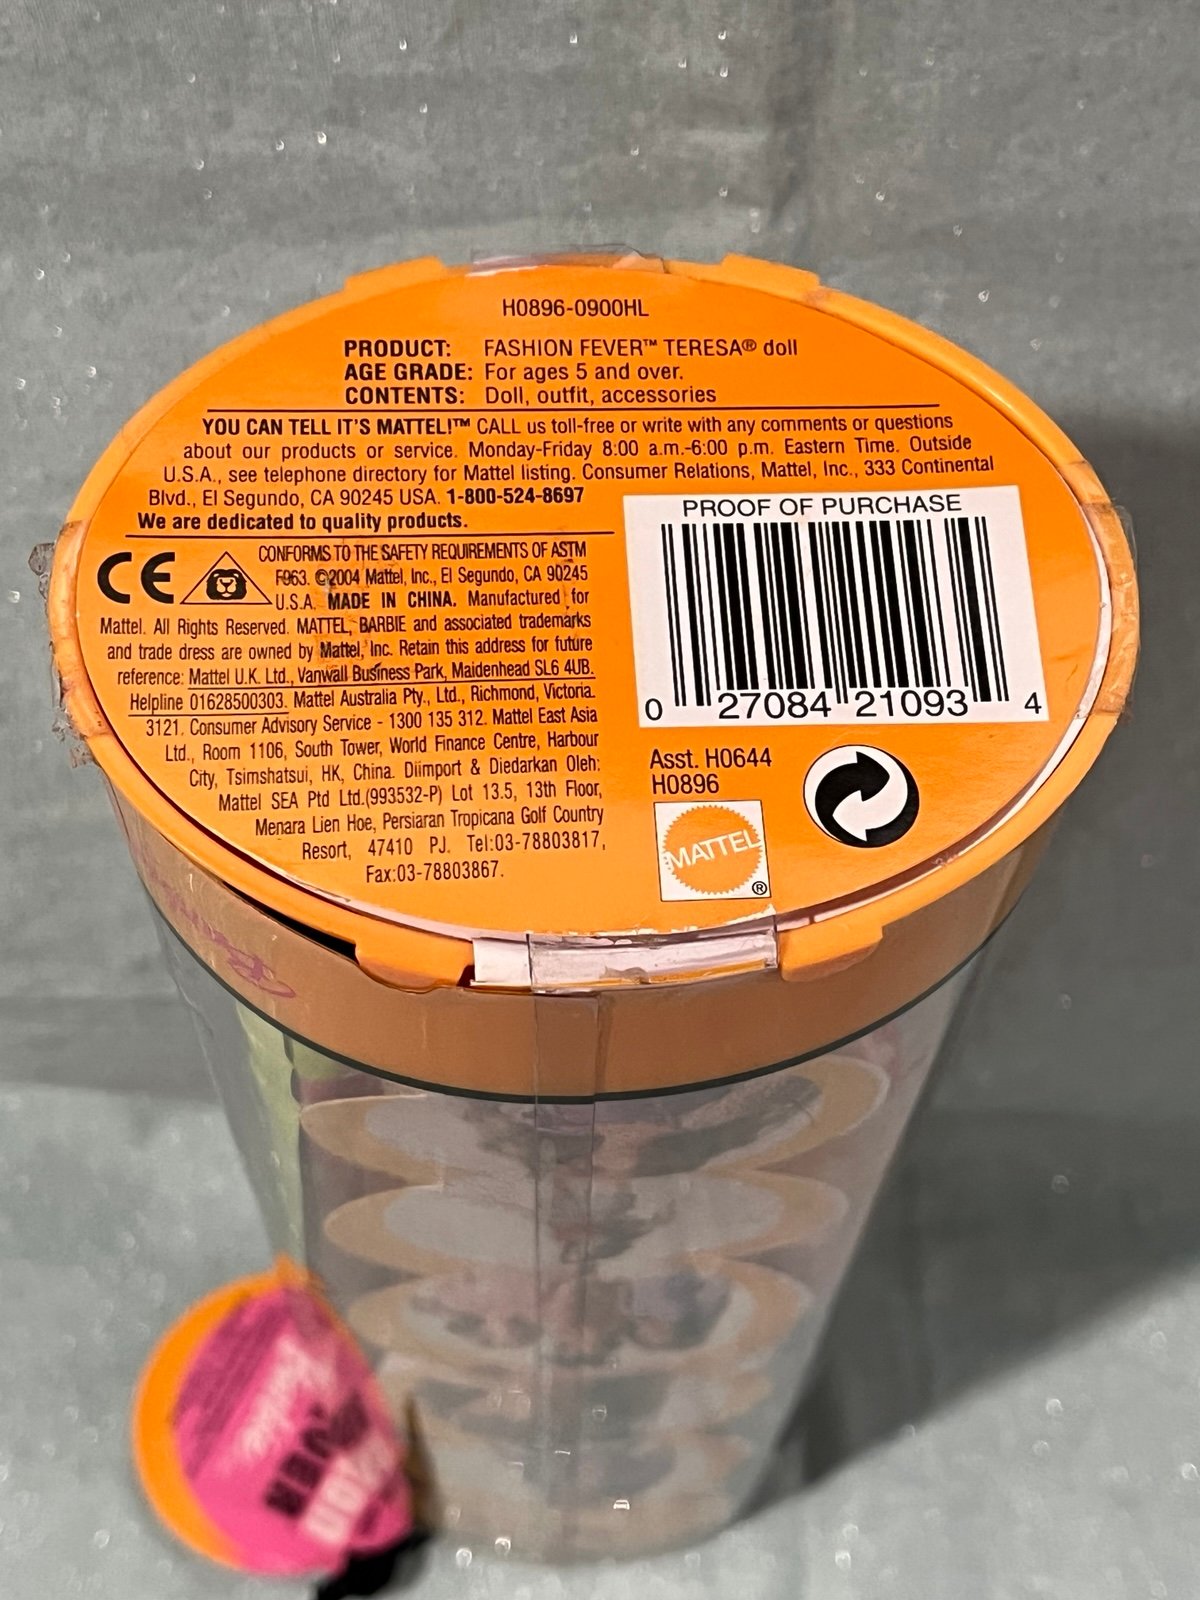 H0896-0900HL
PRODUCT: FASHION FEVER™ TERESA® doll
AGE GRADE: For ages 5 and over.
CONTENTS: Doll, outfit, accessories
YOU CAN TELL IT'S MATTEL!™ CALL us toll-free or write with any comments or questions
about our products or service. Monday-Friday 8:00 a.m.-6:00 p.m. Eastern Time. Outside
U.S.A., see telephone directory for Mattel listing. Consumer Relations, Mattel, Inc., 333 Continental
Blvd., El Segundo, CA 90245 USA. 1-800-524-8697
We are dedicated to quality products.
CE
CONFORMS TO THE SAFETY REQUIREMENTS OF ASTM
F963. ©2004 Mattel, Inc., El Segundo, CA 90245
U.S.A. MADE IN CHINA. Manufactured for
Mattel. All Rights Reserved. MATTEL, BARBIE and associated trademarks
and trade dress are owned by Mattel, Inc. Retain this address for future
reference: Mattel U.K. Ltd., Vanwall Business Park, Maidenhead SL6 4UB.
Helpline 01628500303. Mattel Australia Pty., Ltd., Richmond, Victoria.
3121. Consumer Advisory Service - 1300 135 312. Mattel East Asia
Ltd., Room 1106, South Tower, World Finance Centre, Harbour
City, Tsimshatsui, HK, China. Diimport & Diedarkan Oleh:
Mattel SEA Ptd Ltd.(993532-P) Lot 13.5, 13th Floor,
Menara Lien Hoe, Persiaran Tropicana Golf Country
Resort, 47410 PJ. Tel:03-78803817,
Fax:03-78803867.
PROOF OF PURCHASE
0 27084 21093 4
Asst. H0644
H0896
MATTEL®